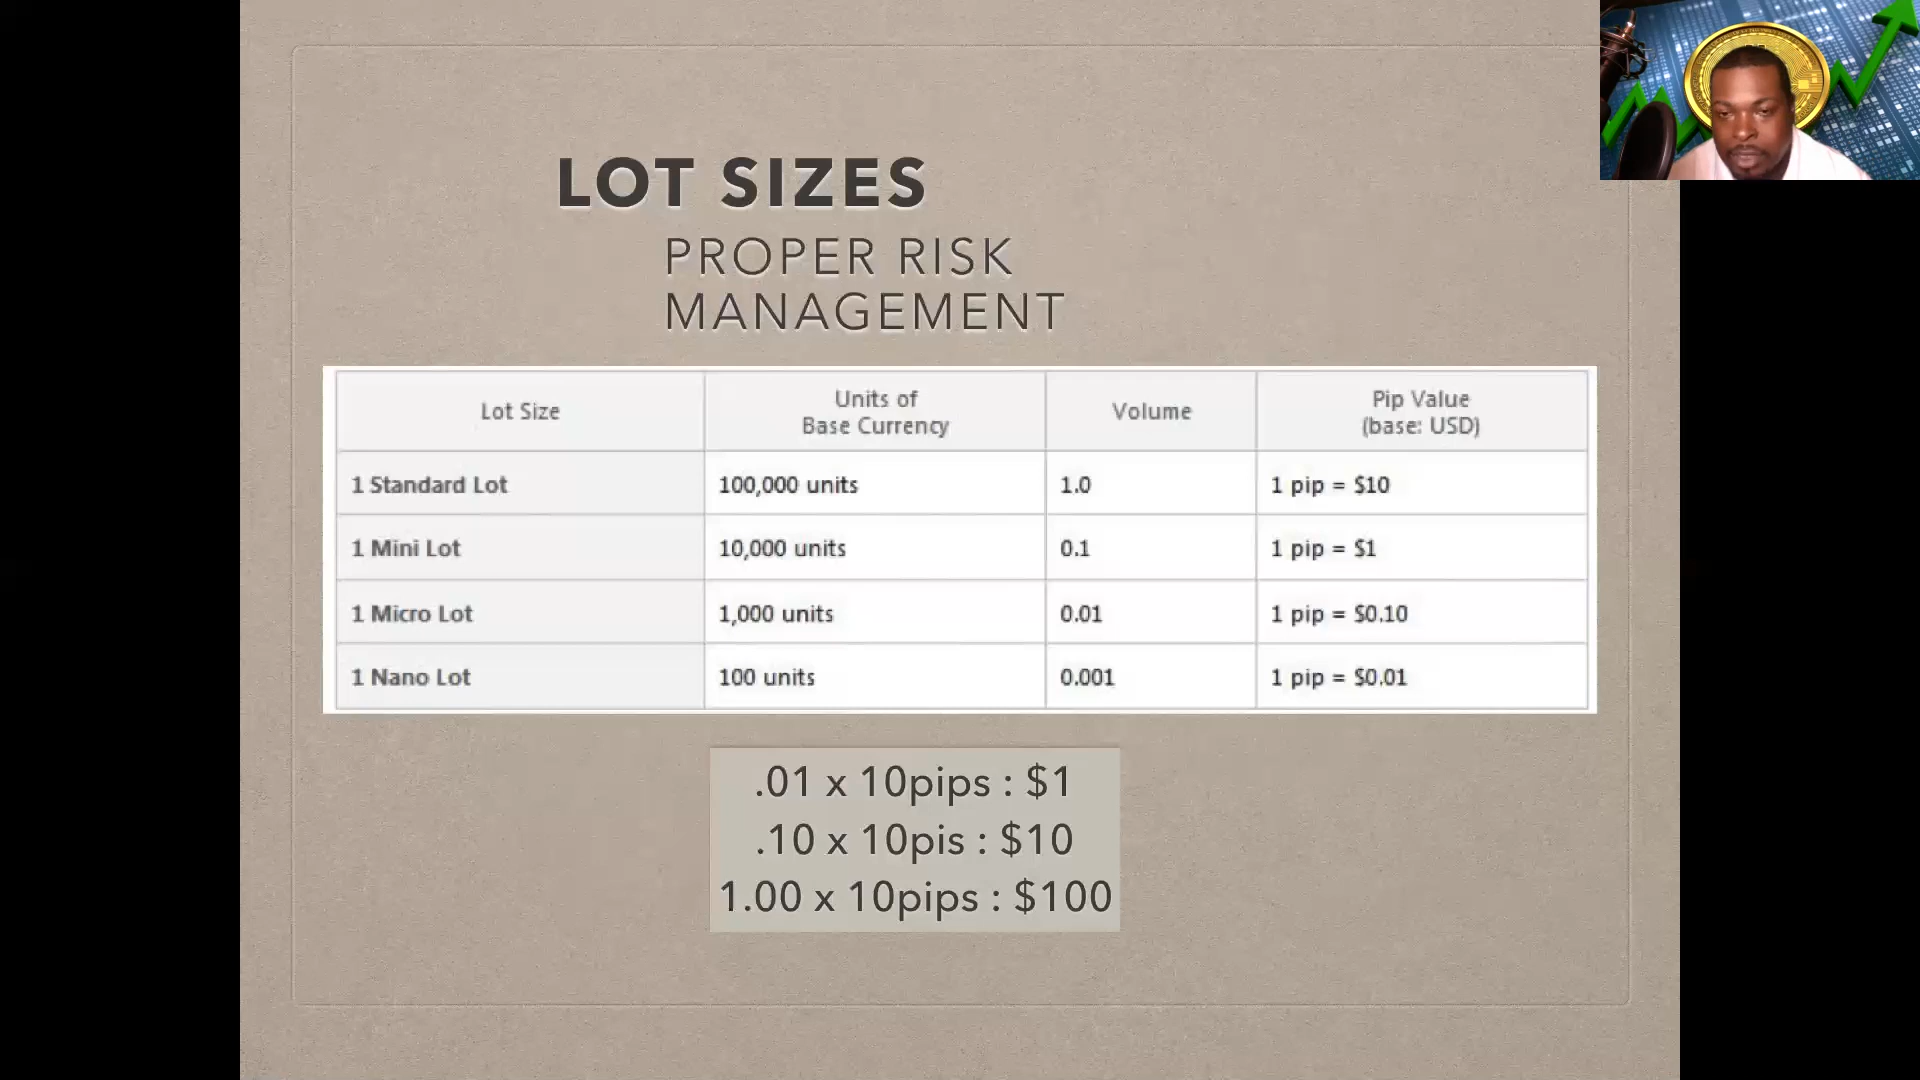 LOT SIZES
PROPER RISK
MANAGEMENT
Lot Size
Units of
Base Currency
Volume
Pip Value
(base: USD)
1 Standard Lot 100,000 units 1.0 1 pip = $10
1 Mini Lot 10,000 units 0.1 1 pip = $1
1 Micro Lot 1,000 units 0.01 1 pip = $0.10
1 Nano Lot 100 units 0.001 1 pip = $0.01
.01 x 10pips : $1
.10 x 10pis : $10
1.00 x 10pips : $100